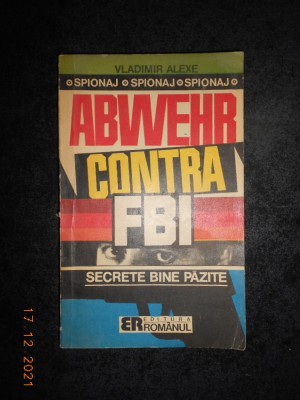 VLADIMIR ALEXE
SPIONAJ SPIONAJ SPIONAJ
ABWEHR
CONTRA
FBI
SECRETE BINE PĂZITE
ER EDITURA
ROMÂNUL
17.12.2021